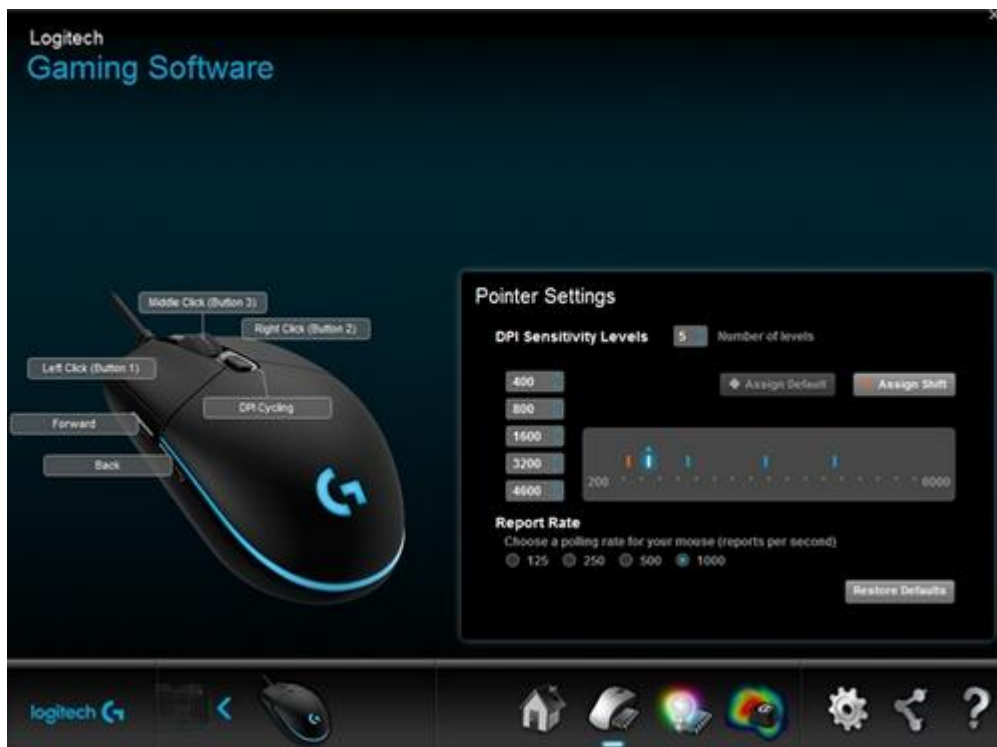 Logitech
Gaming Software
Middle Click (Button 3)
Right Click (Button 2)
Left Click (Button 1)
DPI Cycling
Forward
Back
Pointer Settings
DPI Sensitivity Levels 5 Number of levels
400
Assign Default Assign Shift
800
1600
3200
4600
200 6000
Report Rate
Choose a polling rate for your mouse (reports per second)
125 250 500 1000
Restore Defaults
logitech G
?